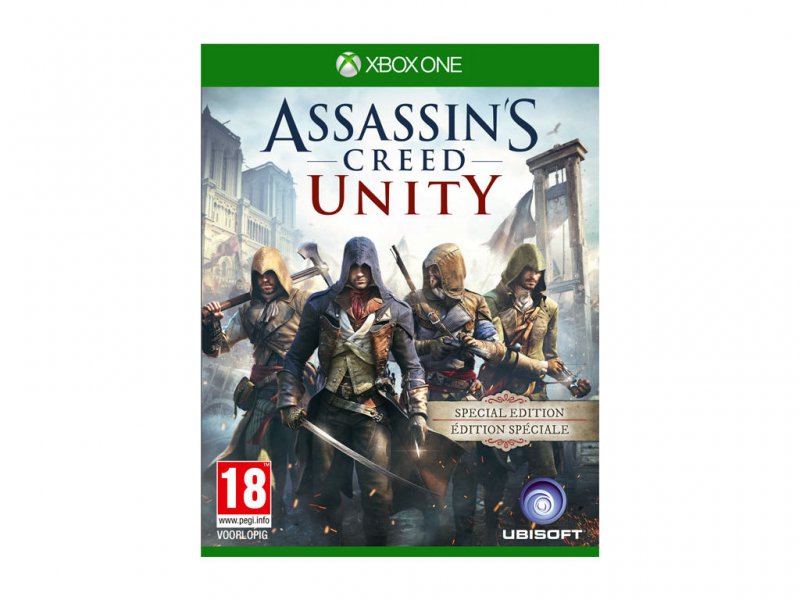 XBOX ONE
ASSASSIN'S
CREED
UNITY
SPECIAL EDITION
ÉDITION SPÉCIALE
18
www.pegi.info
VOORLOPIG
UBISOFT